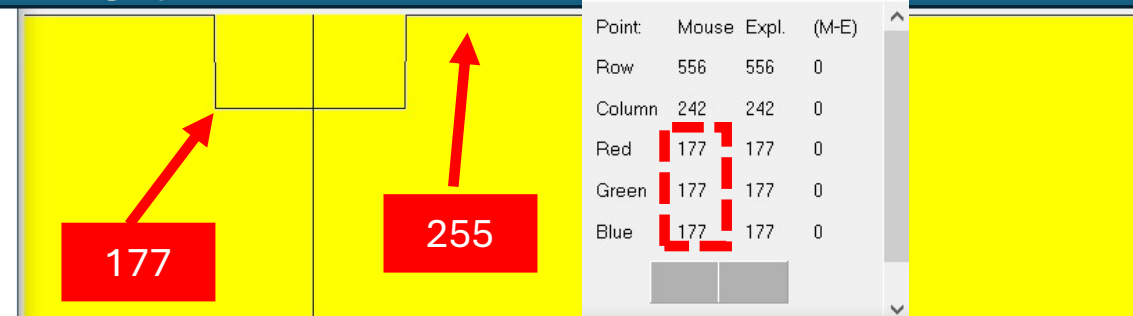 Point: Mouse Expl. (M-E)
Row 556 556 0
Column 242 242 0
Red 177 177 0
Green 177 177 0
Blue 177 177 0
255
177